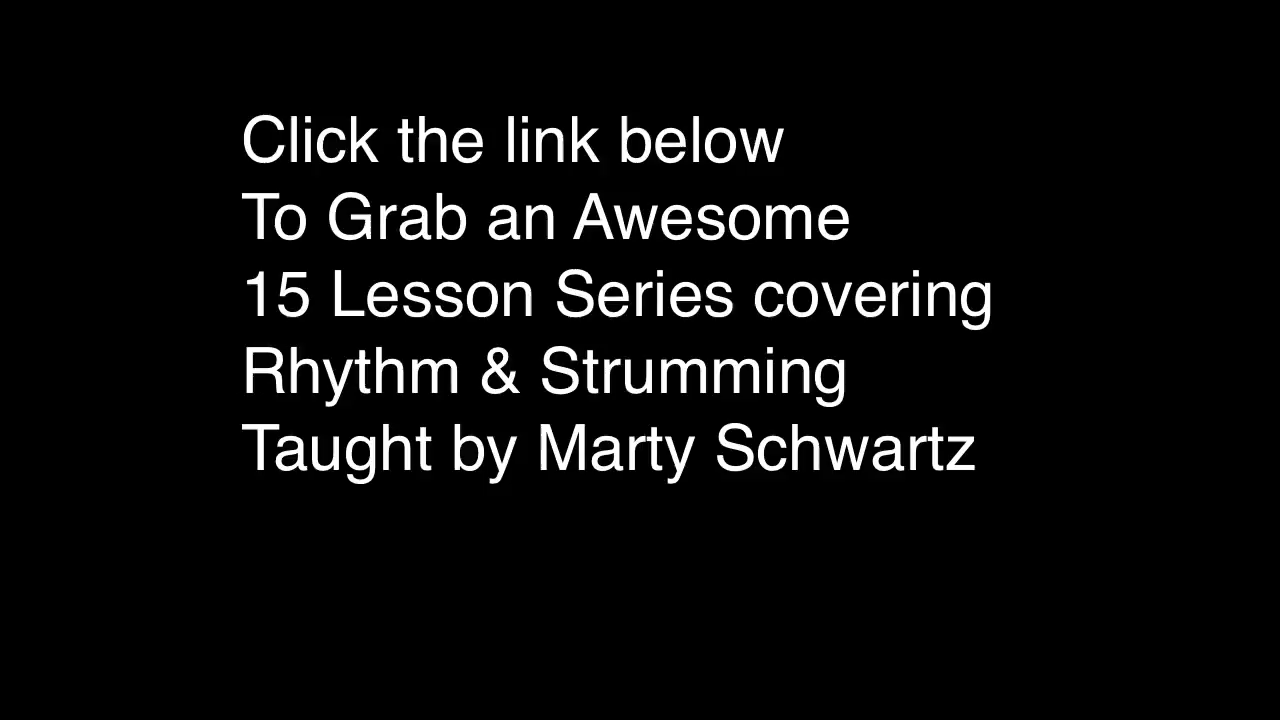 Click the link below
To Grab an Awesome
15 Lesson Series covering
Rhythm & Strumming
Taught by Marty Schwartz